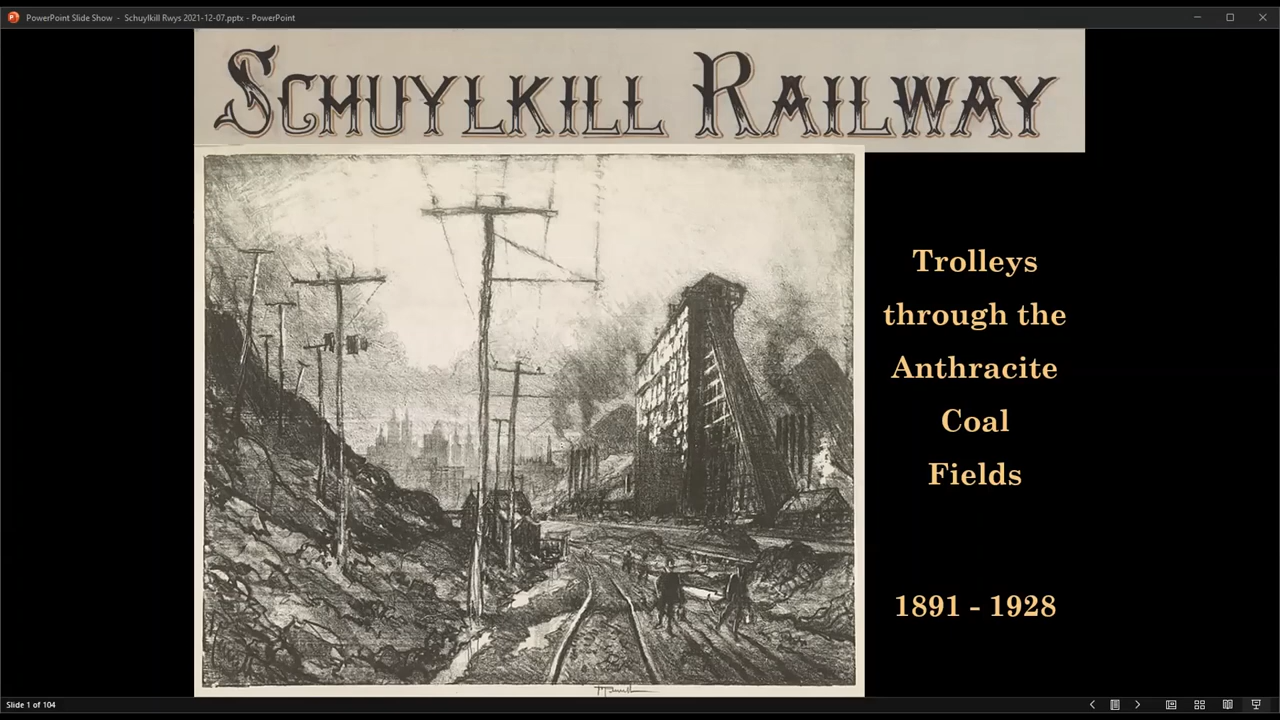 PowerPoint Slide Show - Schuylkill Rwys 2021-12-07.pptx - PowerPoint
SCHUYLKILL RAILWAY
Trolleys
through the
Anthracite
Coal
Fields
1891 - 1928
Slide 1 of 104